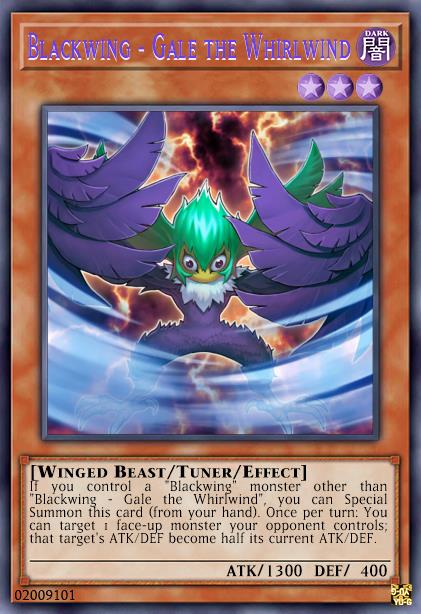 Blackwing - Gale the Whirlwind
DARK
闇
[Winged Beast/Tuner/Effect]
If you control a "Blackwing" monster other than
"Blackwing - Gale the Whirlwind", you can Special
Summon this card (from your hand). Once per turn: You
can target 1 face-up monster your opponent controls;
that target's ATK/DEF become half its current ATK/DEF.
ATK/1300 DEF/ 400
02009101